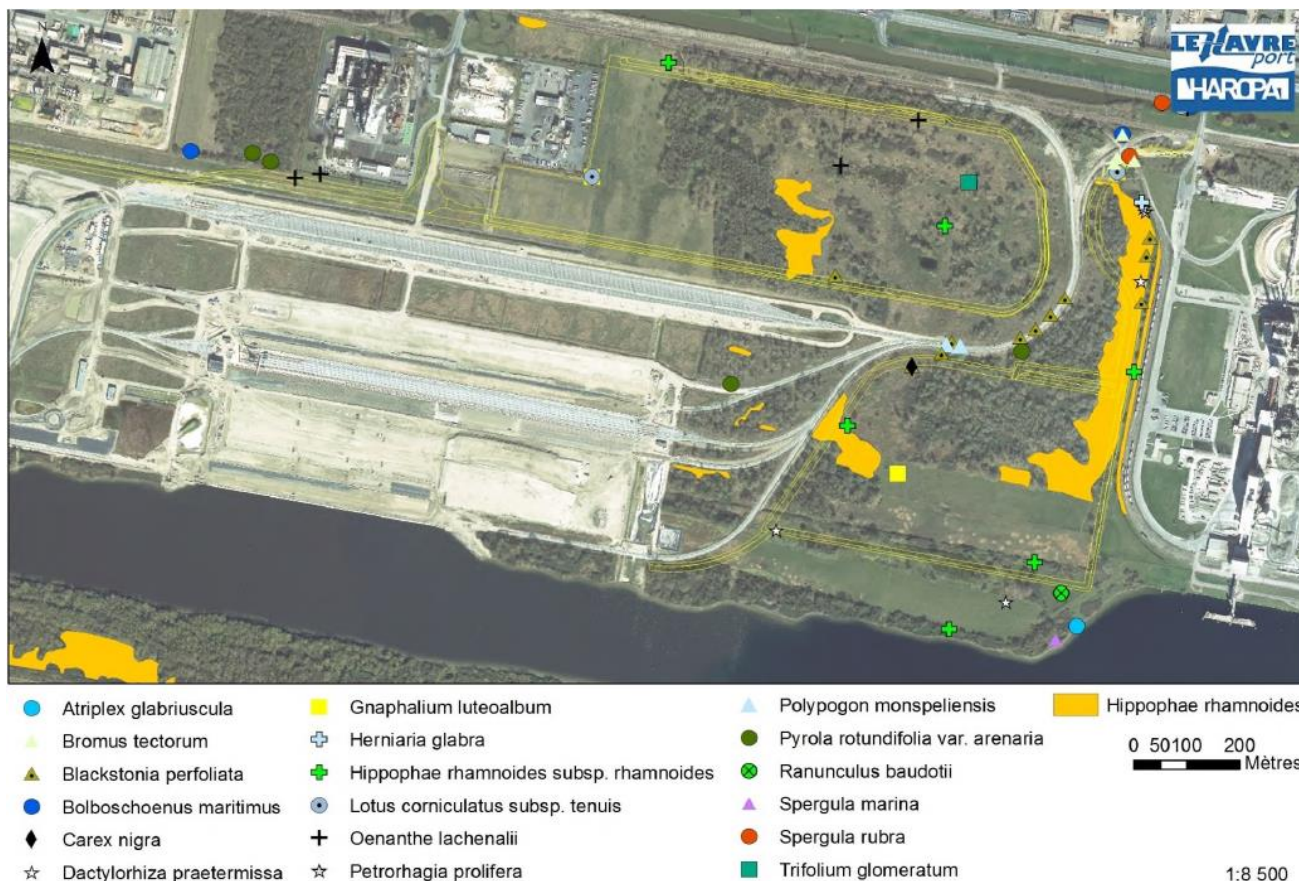 N
LE HAVRE
port
HAROPA
Atriplex glabriuscula
Bromus tectorum
Blackstonia perfoliata
Bolboschoenus maritimus
Carex nigra
Dactylorhiza praetermissa
Gnaphalium luteoalbum
Herniaria glabra
Hippophae rhamnoides subsp. rhamnoides
Lotus corniculatus subsp. tenuis
Oenanthe lachenalii
Petrorhagia prolifera
Polypogon monspeliensis
Pyrola rotundifolia var. arenaria
Ranunculus baudotii
Spergula marina
Spergula rubra
Trifolium glomeratum
Hippophae rhamnoides
0 50100 200
Mètres
1:8 500